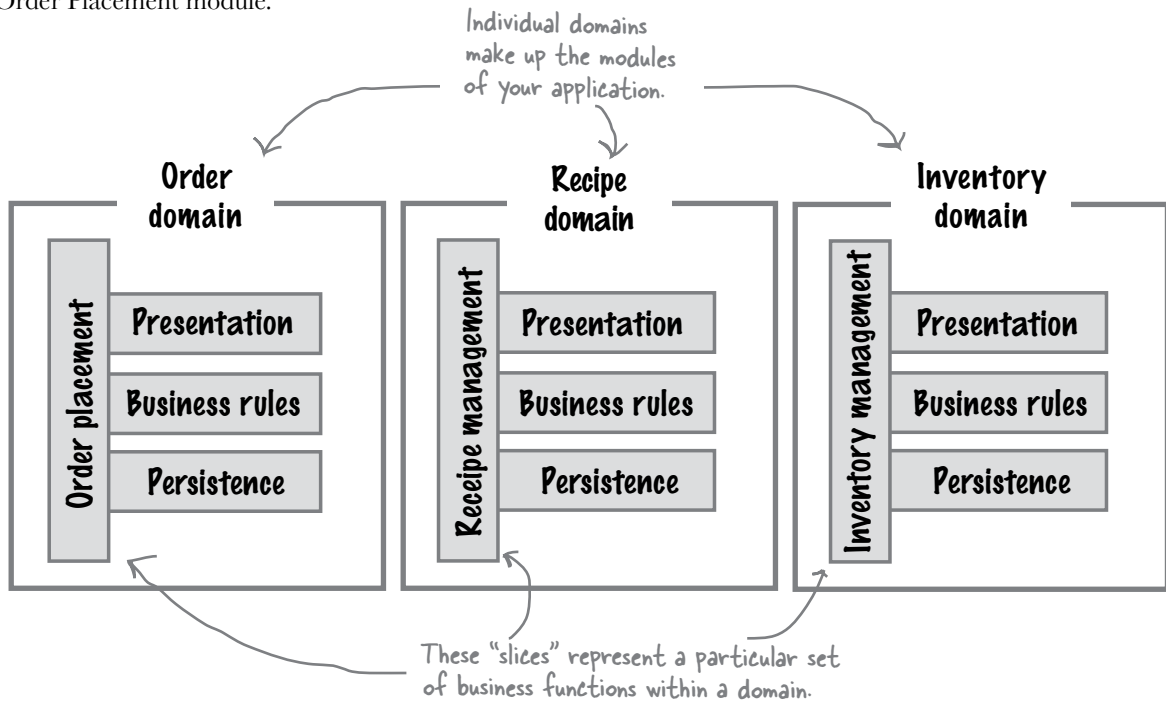 Order Placement module.
Individual domains
make up the modules
of your application.
Order
domain
Order placement
Presentation
Business rules
Persistence
Recipe
domain
Receipe management
Presentation
Business rules
Persistence
Inventory
domain
Inventory management
Presentation
Business rules
Persistence
These “slices” represent a particular set
of business functions within a domain.